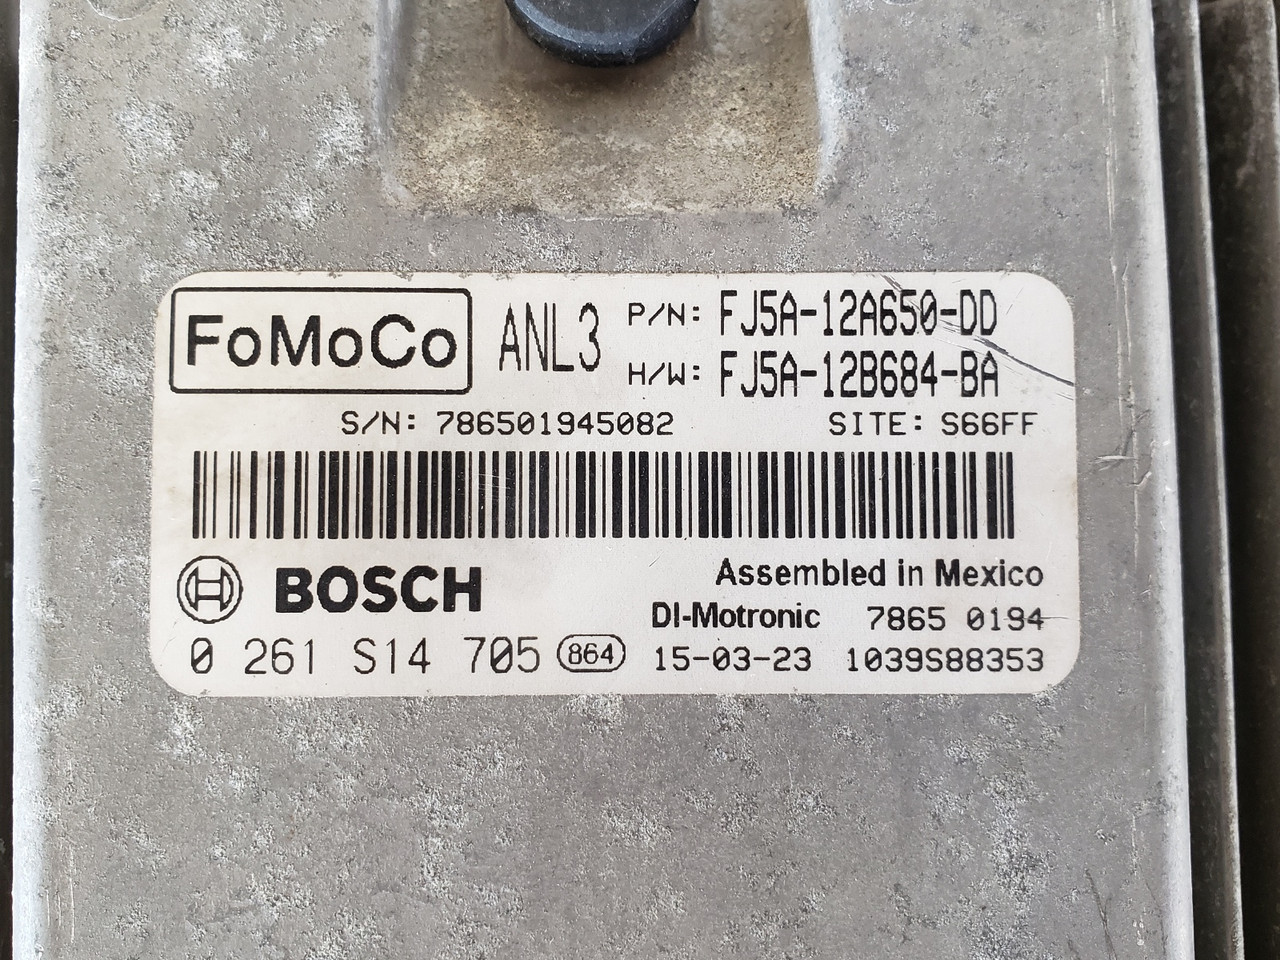 FoMoCo ANL3 P/N: FJ5A-12A650-DD
H/W: FJ5A-12B684-BA
S/N: 786501945082 SITE: S66FF
BOSCH Assembled in Mexico
DI-Motronic 7865 0194
0 261 S14 705 864 15-03-23 1039S88353